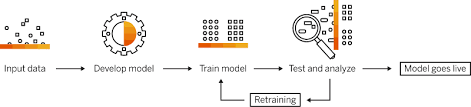 Input data
Develop model
Train model
Test and analyze
Model goes live
Retraining